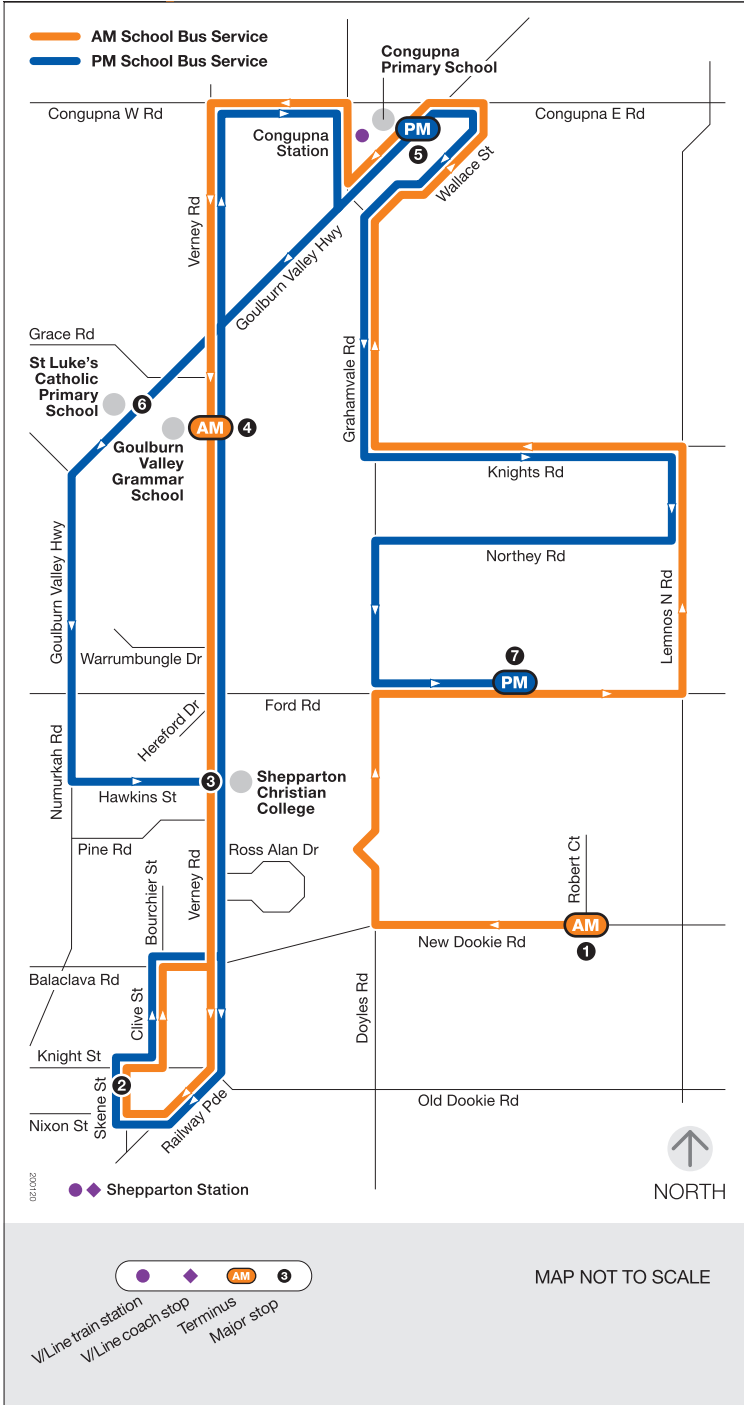 AM School Bus Service
PM School Bus Service
Congupna
Primary School
Congupna W Rd
Congupna E Rd
Congupna
Station
PM
5
Wallace St
Verney Rd
Goulburn Valley Hwy
Grace Rd
St Luke's
Catholic
Primary
School
6
AM
4
Goulburn
Valley
Grammar
School
Grahamvale Rd
Knights Rd
Northey Rd
Goulburn Valley Hwy
Lemnos N Rd
Warrumbungle Dr
7
PM
Ford Rd
Hereford Dr
Numurkah Rd
3
Shepparton
Christian
College
Hawkins St
Pine Rd
Ross Alan Dr
Bourchier St
Verney Rd
Robert Ct
AM
1
New Dookie Rd
Balaclava Rd
Clive St
Doyles Rd
Knight St
2
Skene St
Nixon St
Railway Pde
Old Dookie Rd
200120
Shepparton Station
NORTH
AM
3
V/Line train station
V/Line coach stop
Terminus
Major stop
MAP NOT TO SCALE